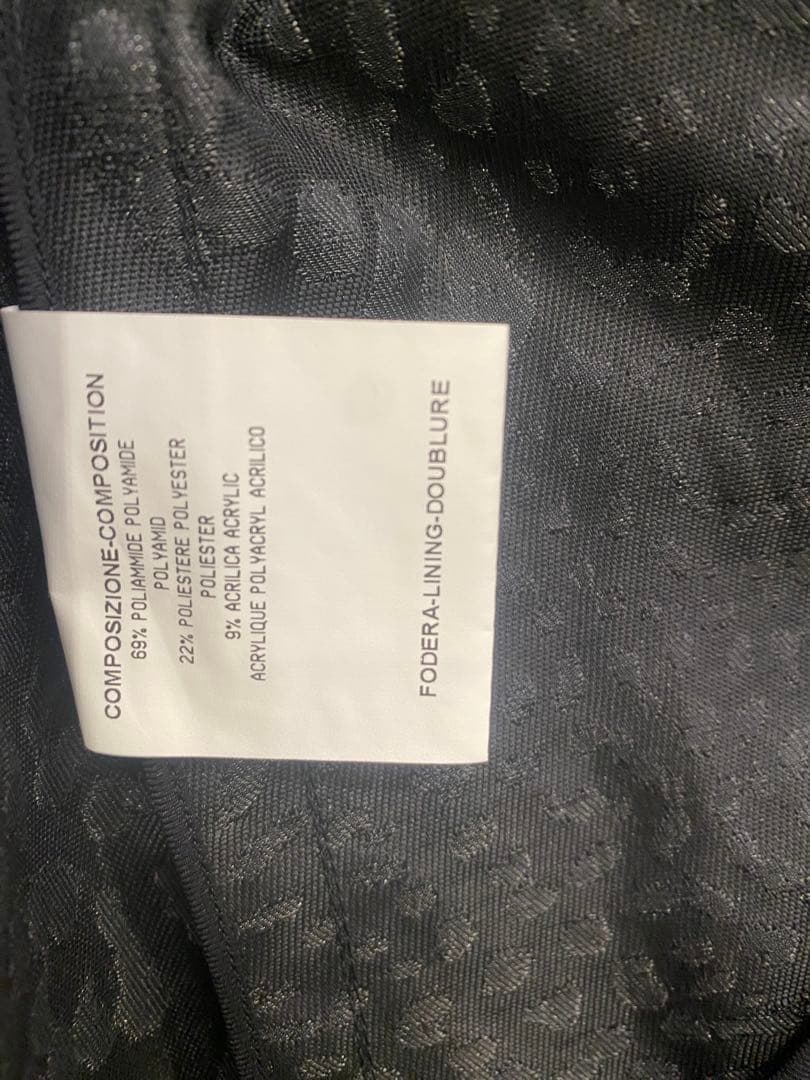 COMPOSIZIONE-COMPOSITION
69% POLIAMMIDE POLYAMIDE
POLYAMID
22% POLIESTERE POLYESTER
POLIESTER
9% ACRILICA ACRYLIC
ACRYLIQUE POLYACRYL ACRILICO
FODERA-LINING-DOUBLURE